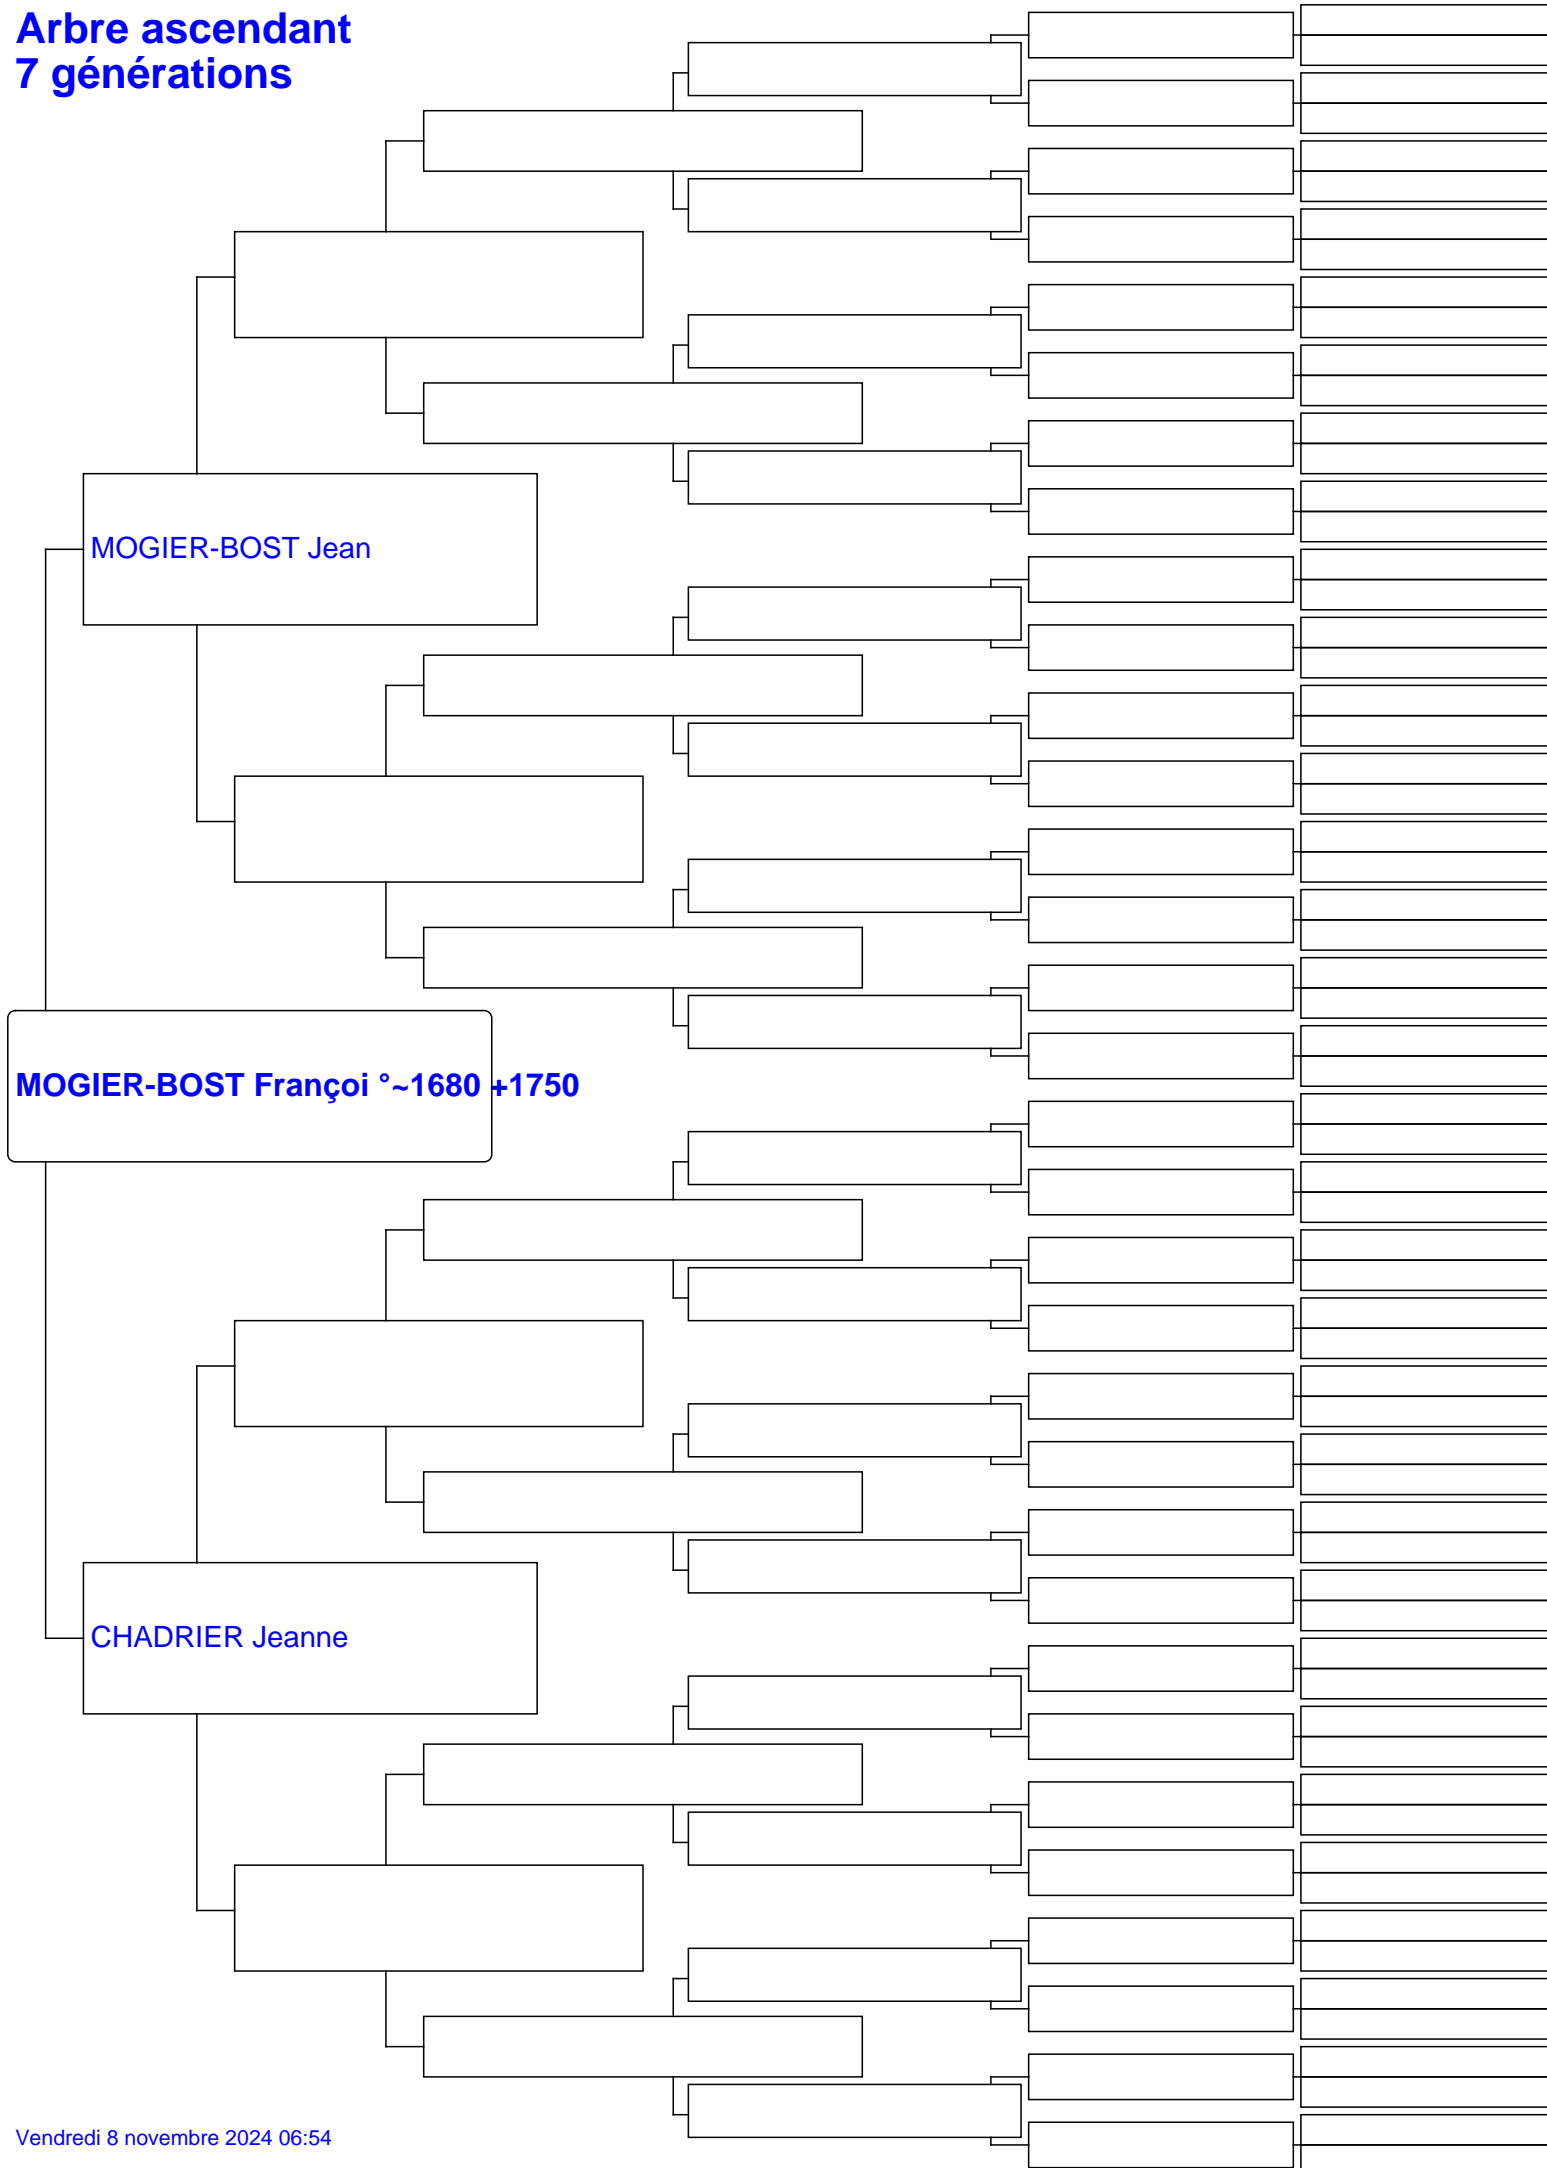 Arbre ascendant
7 générations
MOGIER-BOST Jean
MOGIER-BOST Françoi °~1680 +1750
CHADRIER Jeanne
Vendredi 8 novembre 2024 06:54